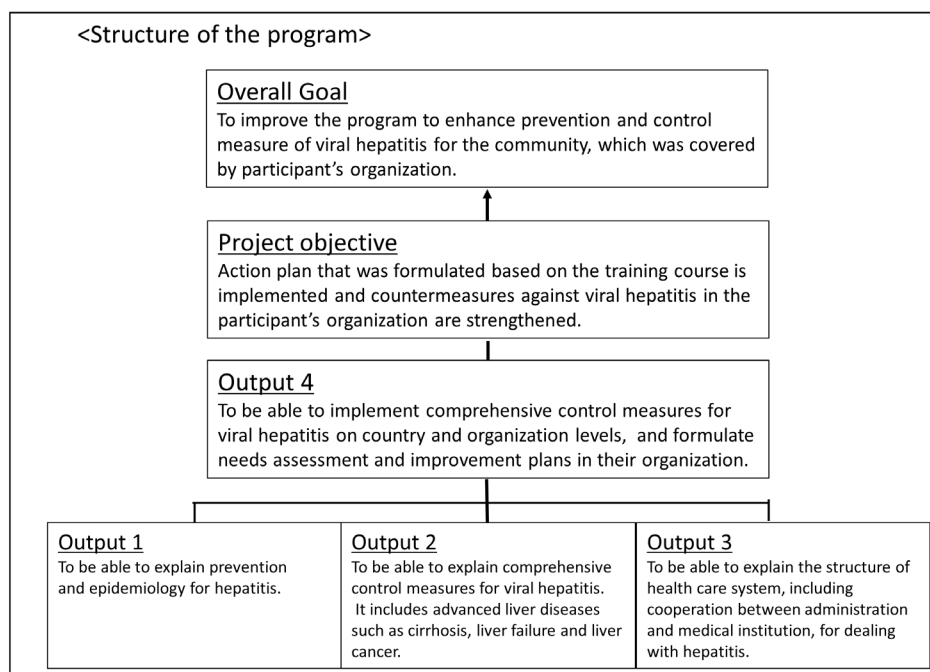 <Structure of the program>
Overall Goal
To improve the program to enhance prevention and control
measure of viral hepatitis for the community, which was covered
by participant's organization.
Project objective
Action plan that was formulated based on the training course is
implemented and countermeasures against viral hepatitis in the
participant's organization are strengthened.
Output 4
To be able to implement comprehensive control measures for
viral hepatitis on country and organization levels, and formulate
needs assessment and improvement plans in their organization.
Output 1
To be able to explain prevention
and epidemiology for hepatitis.
Output 2
To be able to explain comprehensive
control measures for viral hepatitis.
It includes advanced liver diseases
such as cirrhosis, liver failure and liver
cancer.
Output 3
To be able to explain the structure of
health care system, including
cooperation between administration
and medical institution, for dealing
with hepatitis.